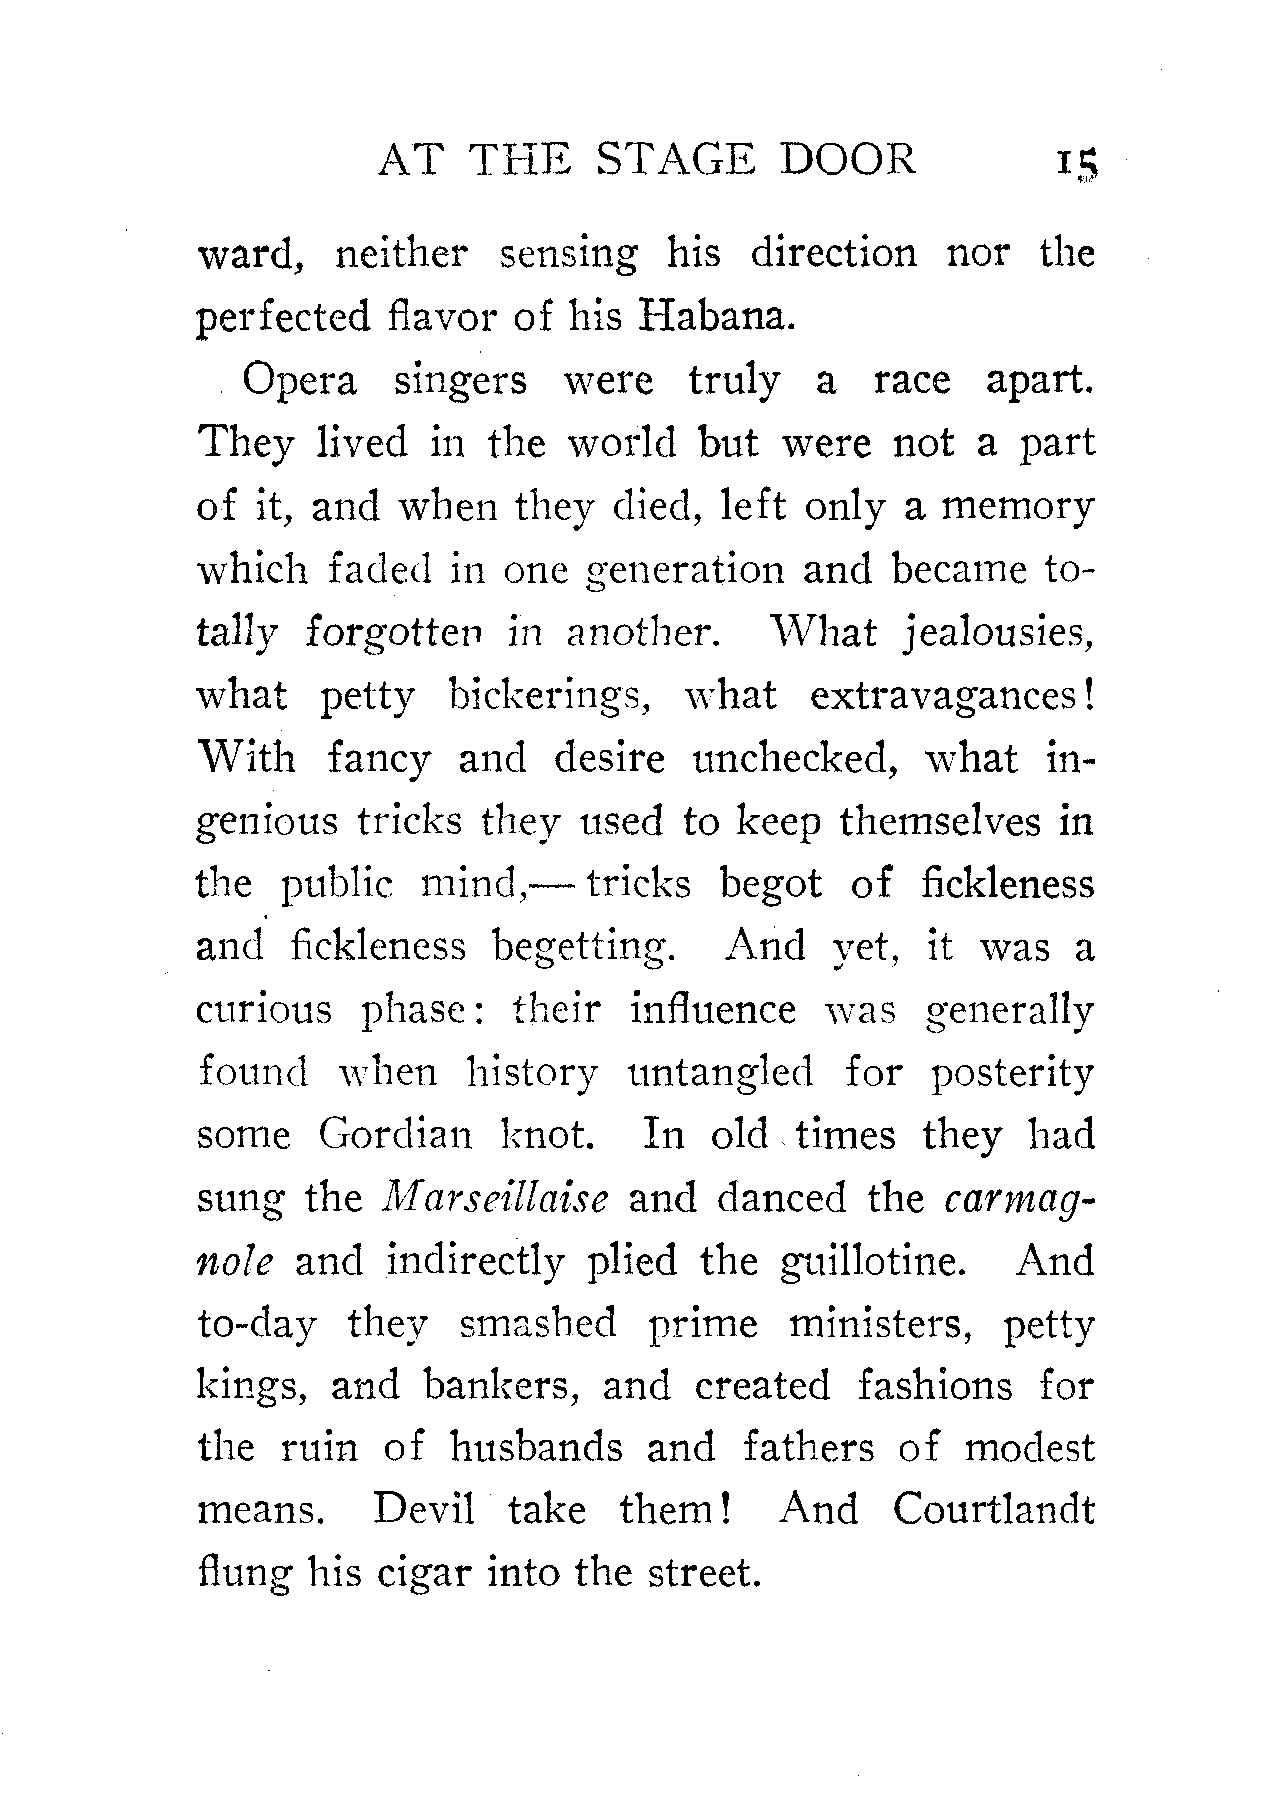 AT THE STAGE DOOR 15
ward, neither sensing his direction nor the
perfected flavor of his Habana.
Opera singers were truly a race apart.
They lived in the world but were not a part
of it, and when they died, left only a memory
which faded in one generation and became to-
tally forgotten in another. What jealousies,
what petty bickerings, what extravagances!
With fancy and desire unchecked, what in-
genious tricks they used to keep themselves in
the public mind,— tricks begot of fickleness
and fickleness begetting. And yet, it was a
curious phase: their influence was generally
found when history untangled for posterity
some Gordian knot. In old times they had
sung the Marseillaise and danced the carmag-
nole and indirectly plied the guillotine. And
to-day they smashed prime ministers, petty
kings, and bankers, and created fashions for
the ruin of husbands and fathers of modest
means. Devil take them! And Courtlandt
flung his cigar into the street.